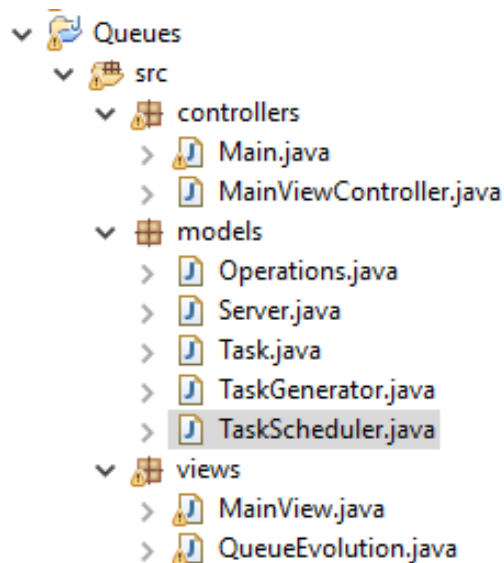 Queues
src
controllers
Main.java
MainViewController.java
models
Operations.java
Server.java
Task.java
TaskGenerator.java
TaskScheduler.java
views
MainView.java
QueueEvolution.java